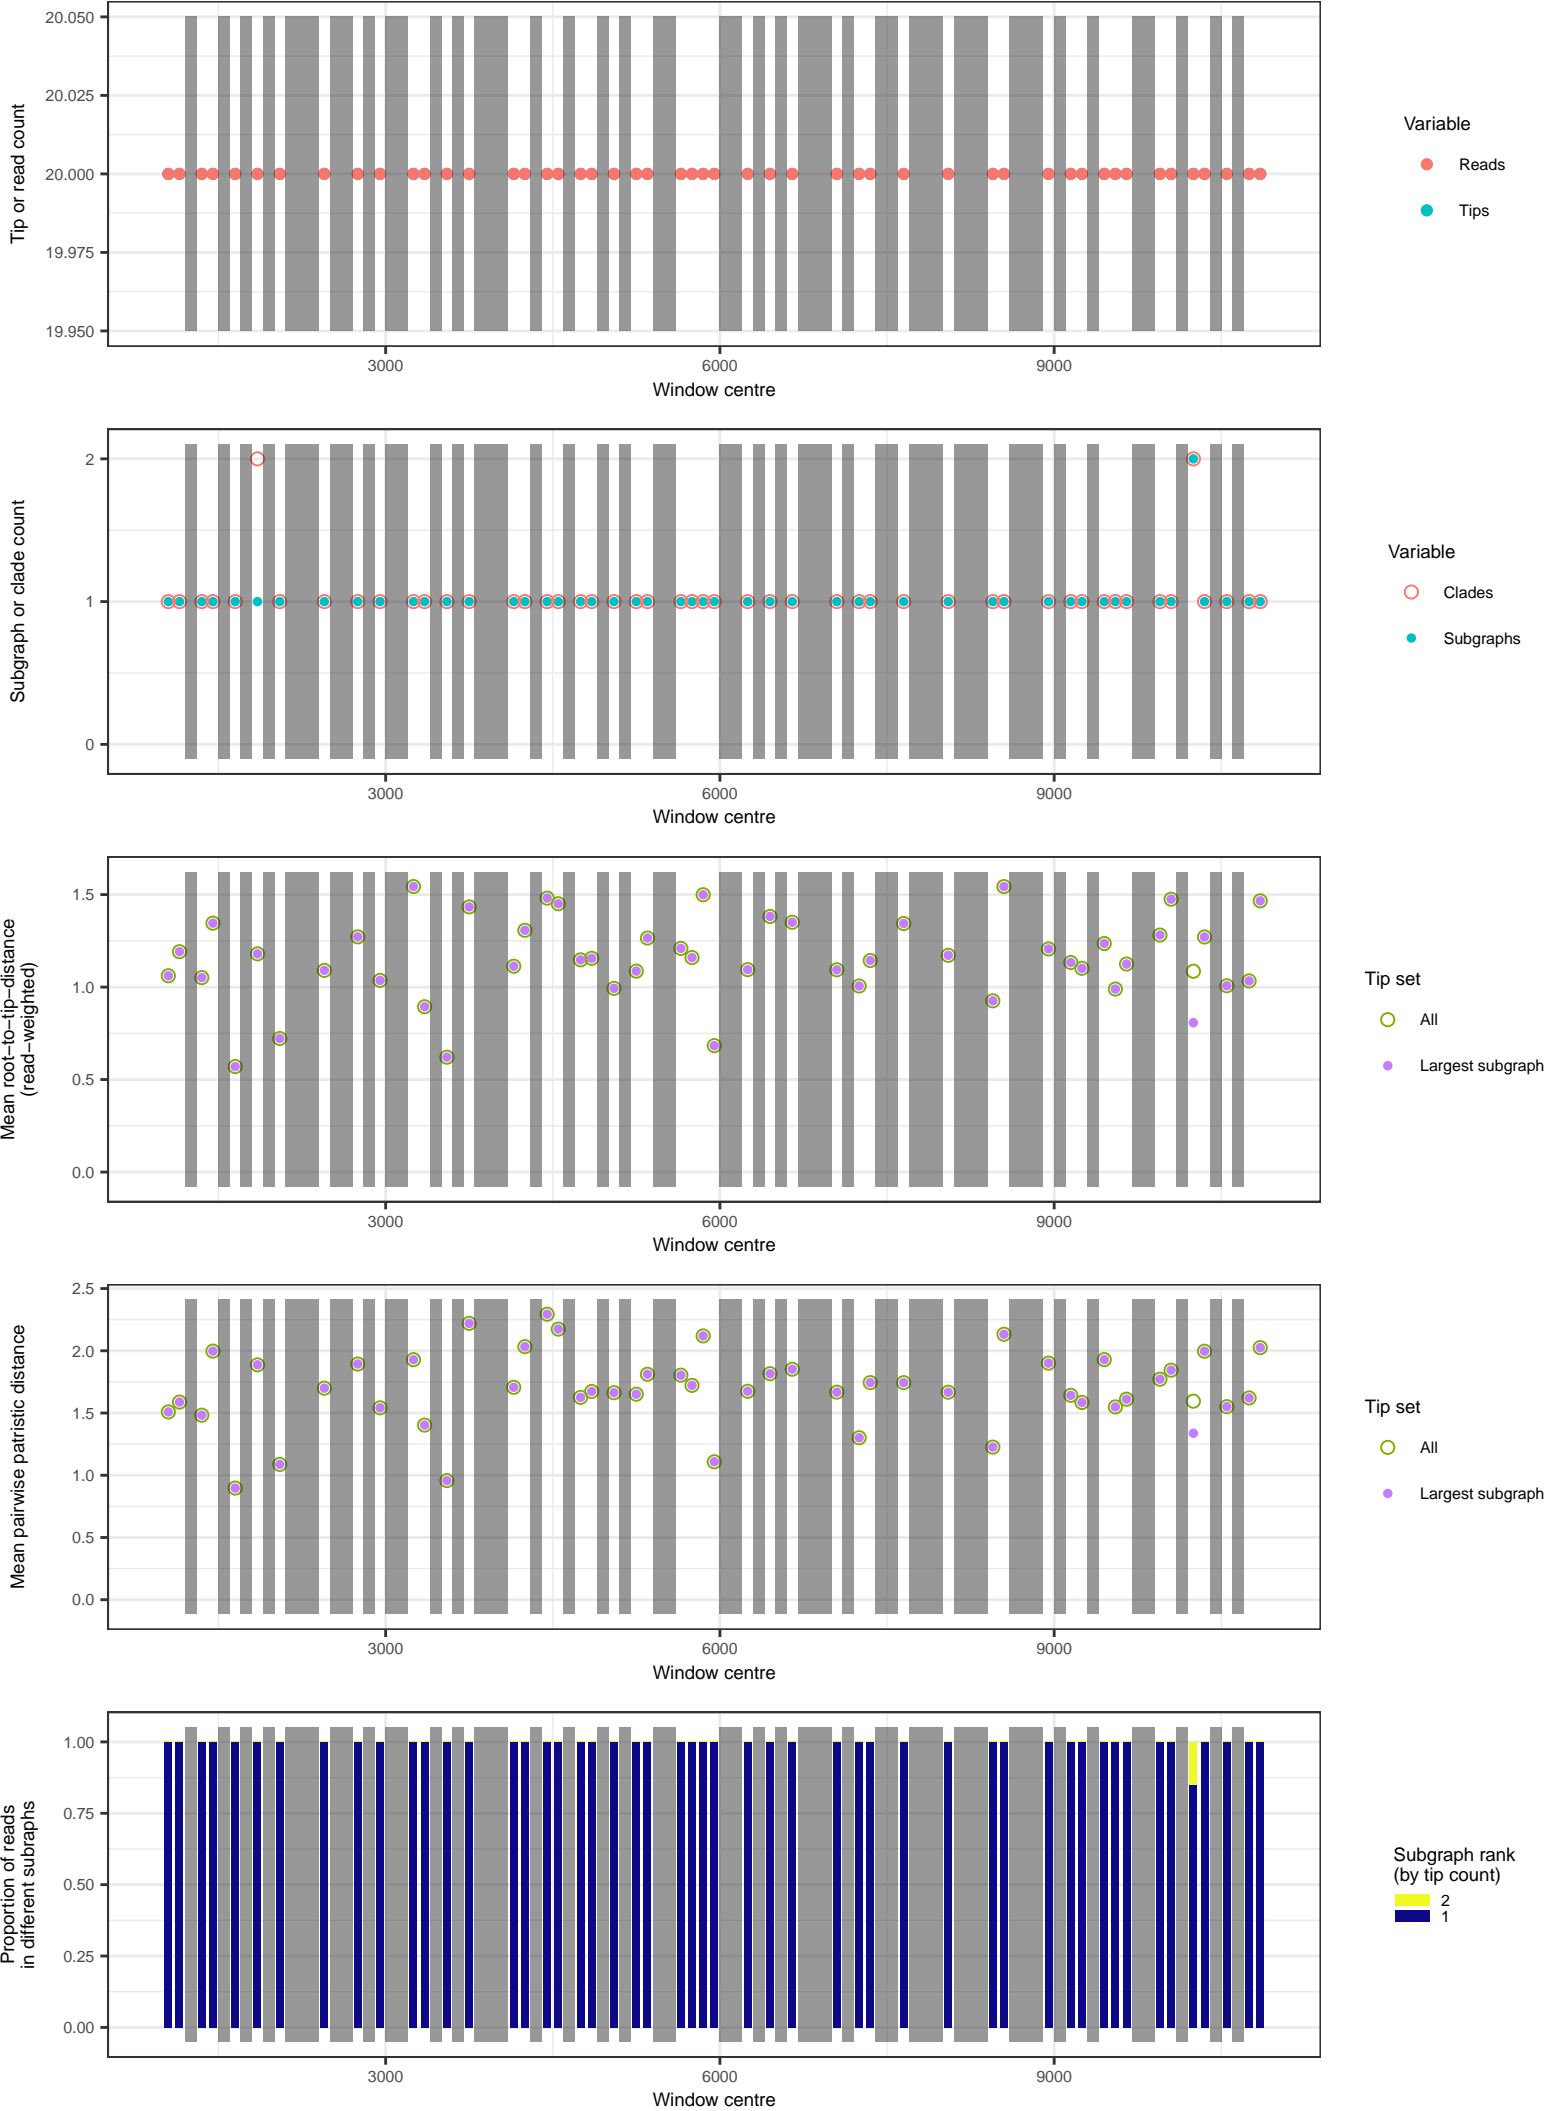 20.050
20.025
20.000
19.975
19.950
Tip or read count
3000
6000
9000
Window centre
Variable
Reads
Tips
2
1
0
Subgraph or clade count
3000
6000
9000
Window centre
Variable
Clades
Subgraphs
1.5
1.0
0.5
0.0
Mean root−to−tip−distance
(read−weighted)
3000
6000
9000
Window centre
Tip set
All
Largest subgraph
2.5
2.0
1.5
1.0
0.5
0.0
Mean pairwise patristic distance
3000
6000
9000
Window centre
Tip set
All
Largest subgraph
1.00
0.75
0.50
0.25
0.00
Proportion of reads
in different subraphs
3000
6000
9000
Window centre
Subgraph rank
(by tip count)
2
1